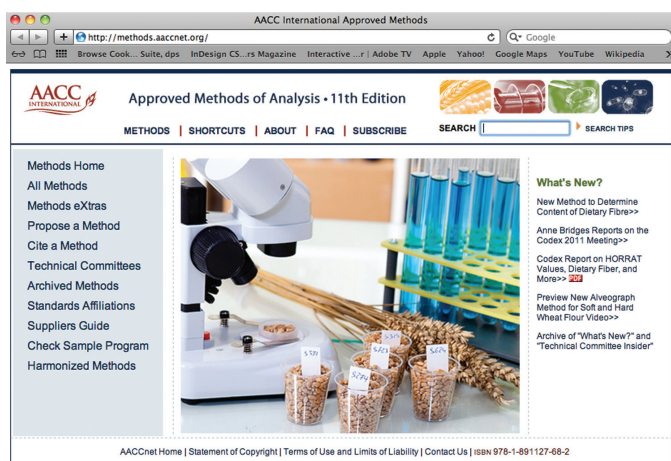 AACC International Approved Methods
http://methods.aaccnet.org/
Google
Browse Cook... Suite, dps InDesign CS...rs Magazine Interactive ...r | Adobe TV Apple Yahoo! Google Maps YouTube Wikipedia
AACC
INTERNATIONAL
Approved Methods of Analysis • 11th Edition
METHODS | SHORTCUTS | ABOUT | FAQ | SUBSCRIBE
SEARCH
SEARCH TIPS
Methods Home
All Methods
Methods eXtras
Propose a Method
Cite a Method
Technical Committees
Archived Methods
Standards Affiliations
Suppliers Guide
Check Sample Program
Harmonized Methods
What's New?
New Method to Determine
Content of Dietary Fibre>>
Anne Bridges Reports on the
Codex 2011 Meeting>>
Codex Report on HORRAT
Values, Dietary Fiber, and
More>> PDF
Preview New Alveograph
Method for Soft and Hard
Wheat Flour Video>>
Archive of "What's New?" and
"Technical Committee Insider"
AACCnet Home | Statement of Copyright | Terms of Use and Limits of Liability | Contact Us | ISBN 978-1-891127-68-2